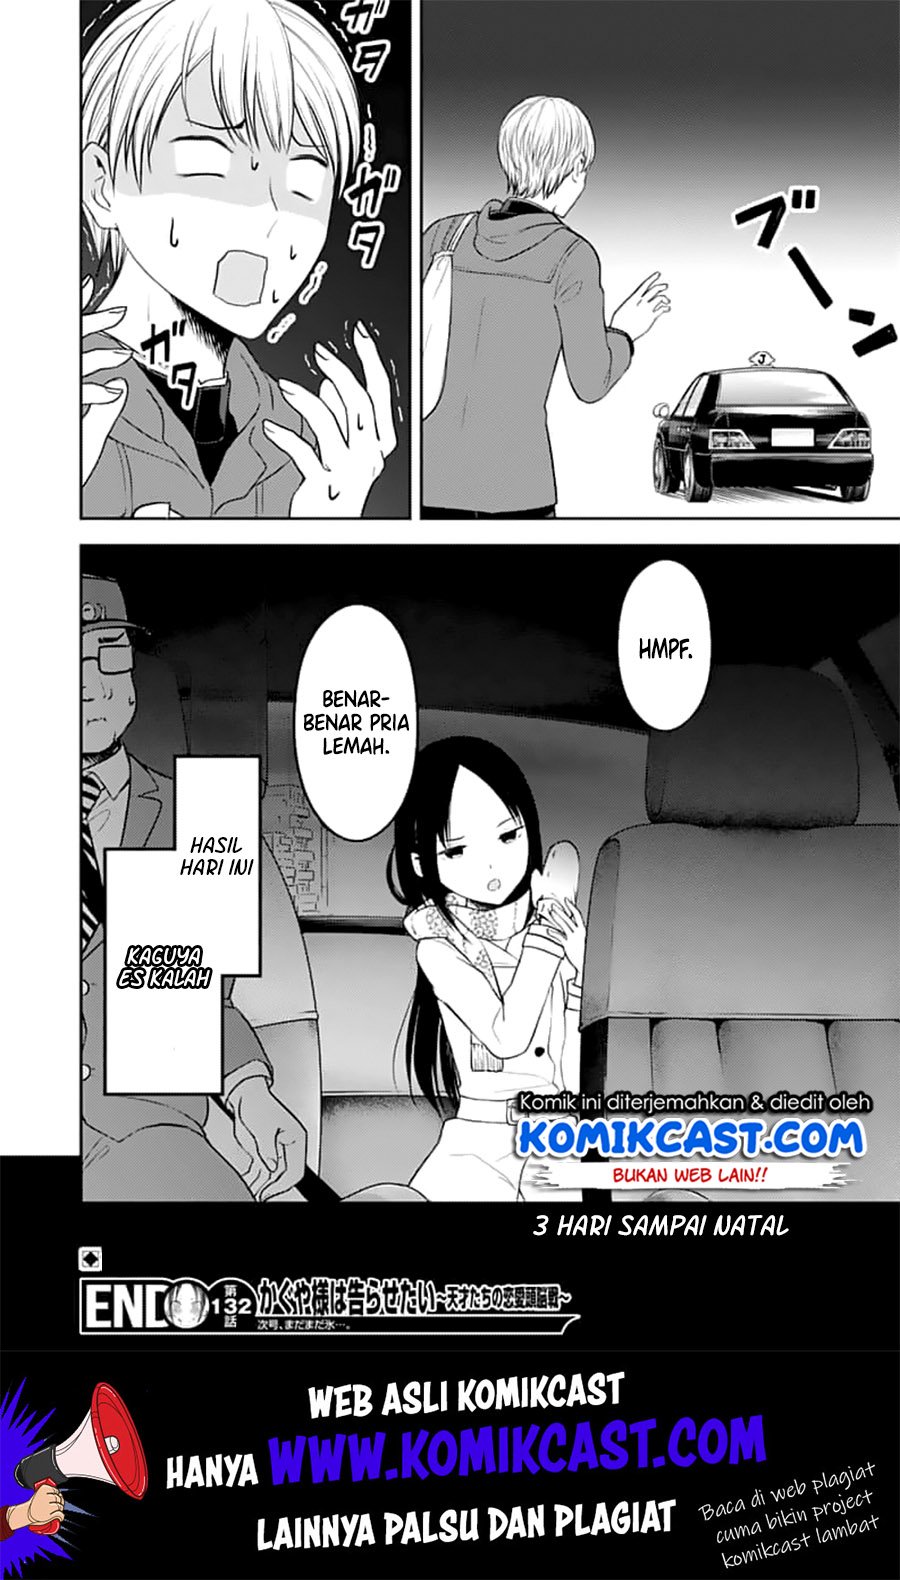 ブ
ン
ガタ
ガタ
ガタ
J
HMPF.
BENAR-
BENAR PRIA
LEMAH.
HASIL
HARI INI
KAGUYA
ES KALAH
Komik ini diterjemahkan & diedit oleh
KOMIKCAST.COM
BUKAN WEB LAIN!!
3 HARI SAMPAI NATAL
END
第
132
話
かぐや様は告らせたい〜天才たちの恋愛頭脳戦〜
次号、まだまだ氷…。
WEB ASLI KOMIKCAST
HANYA WWW.KOMIKCAST.COM
LAINNYA PALSU DAN PLAGIAT
Baca di web plagiat
cuma bikin project
komikcast lambat